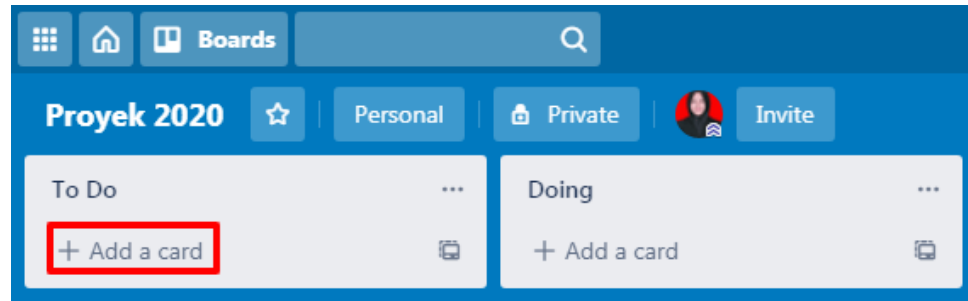 Boards
Proyek 2020 Personal Private Invite
To Do Doing
+ Add a card + Add a card